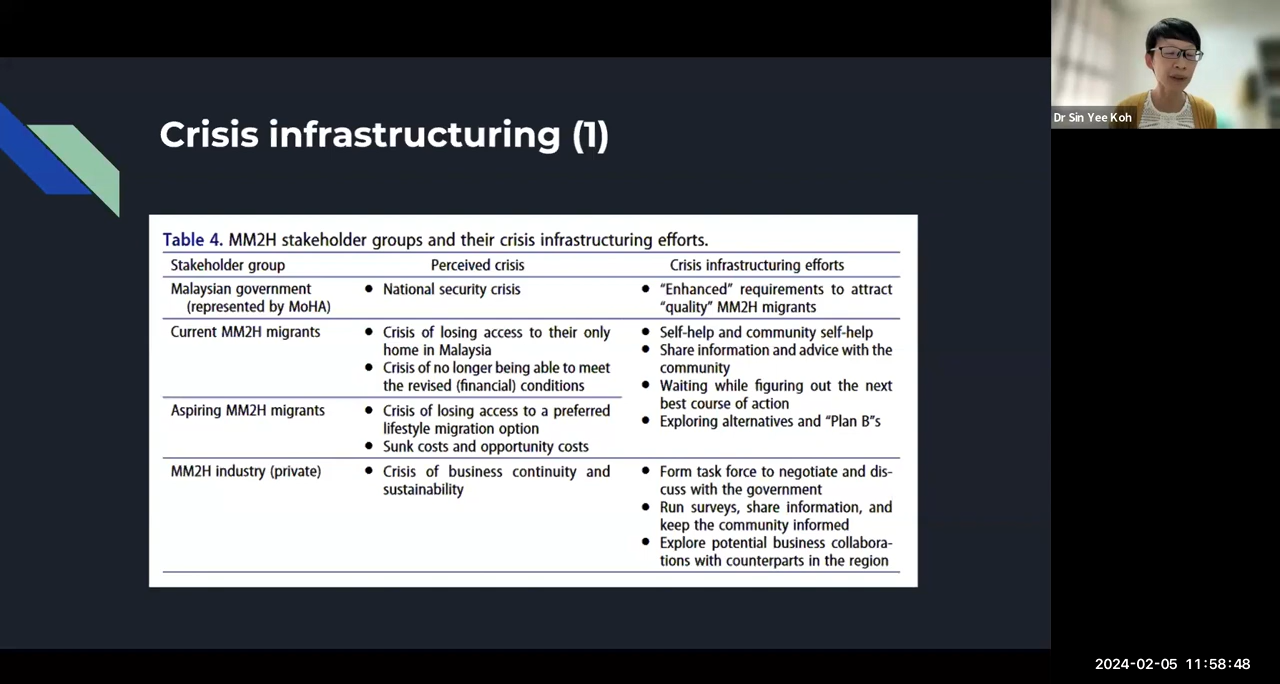 Crisis infrastructuring (1)
Table 4. MM2H stakeholder groups and their crisis infrastructuring efforts.
Stakeholder group
Perceived crisis
Crisis infrastructuring efforts
Malaysian government
(represented by MoHA)
● National security crisis
● “Enhanced” requirements to attract
“quality” MM2H migrants
Current MM2H migrants
● Crisis of losing access to their only
home in Malaysia
● Crisis of no longer being able to meet
the revised (financial) conditions
● Self-help and community self-help
● Share information and advice with the
community
● Waiting while figuring out the next
best course of action
● Exploring alternatives and “Plan B”s
Aspiring MM2H migrants
● Crisis of losing access to a preferred
lifestyle migration option
● Sunk costs and opportunity costs
MM2H industry (private)
● Crisis of business continuity and
sustainability
● Form task force to negotiate and dis-
cuss with the government
● Run surveys, share information, and
keep the community informed
● Explore potential business collabora-
tions with counterparts in the region
Dr Sin Yee Koh
2024-02-05 11:58:48